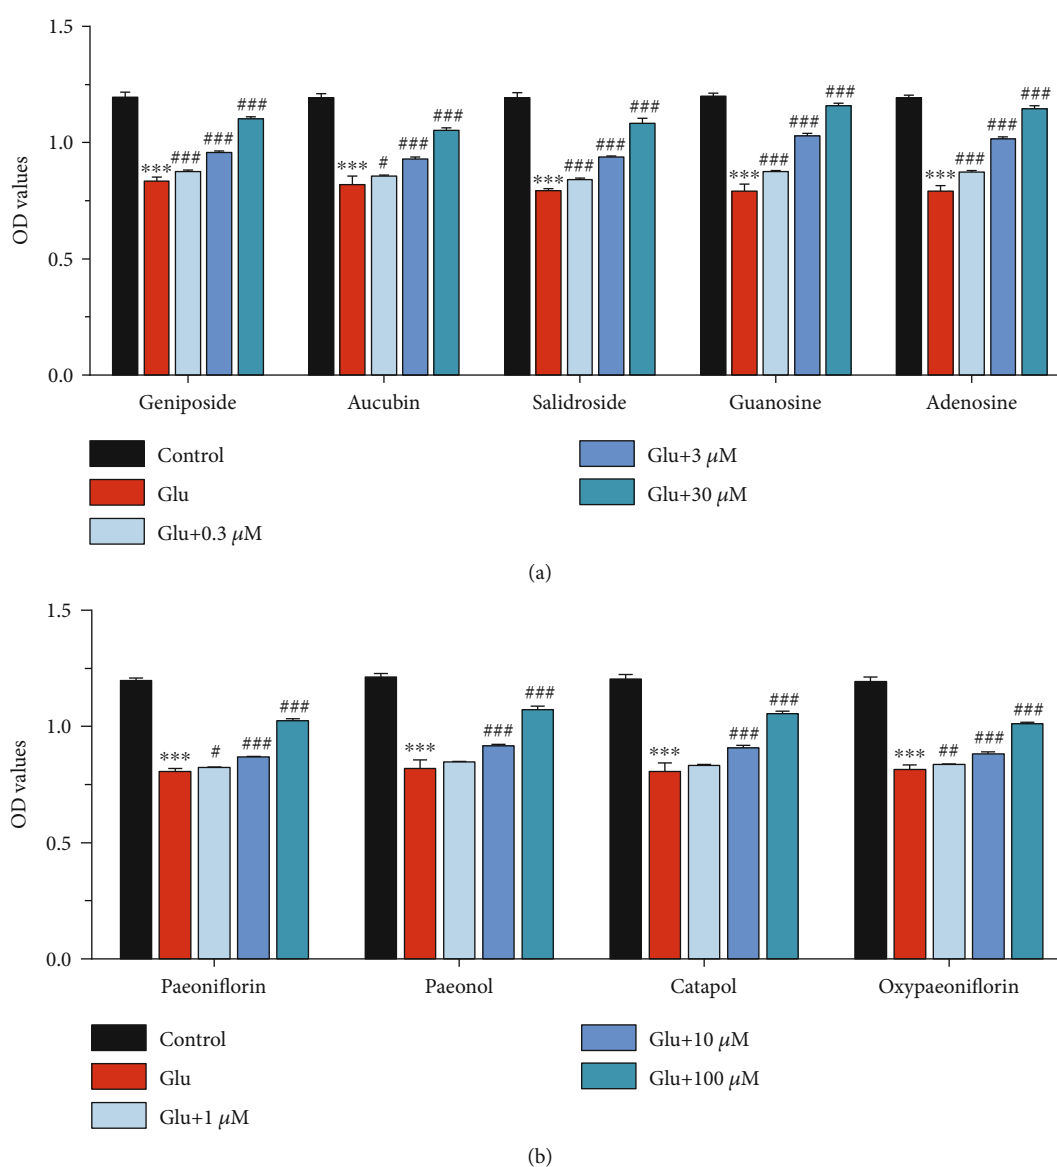 1.5
1.0
0.5
0.0
OD values
*** ### ### ###
*** # ### ###
*** ### ### ###
*** ### ### ###
*** ### ### ###
Geniposide Aucubin Salidroside Guanosine Adenosine
Control
Glu
Glu+0.3 μM
Glu+3 μM
Glu+30 μM
(a)
1.5
1.0
0.5
0.0
OD values
*** # ### ###
*** ### ###
*** ### ###
*** ## ### ###
Paeoniflorin Paeonol Catapol Oxypaeoniflorin
Control
Glu
Glu+1 μM
Glu+10 μM
Glu+100 μM
(b)